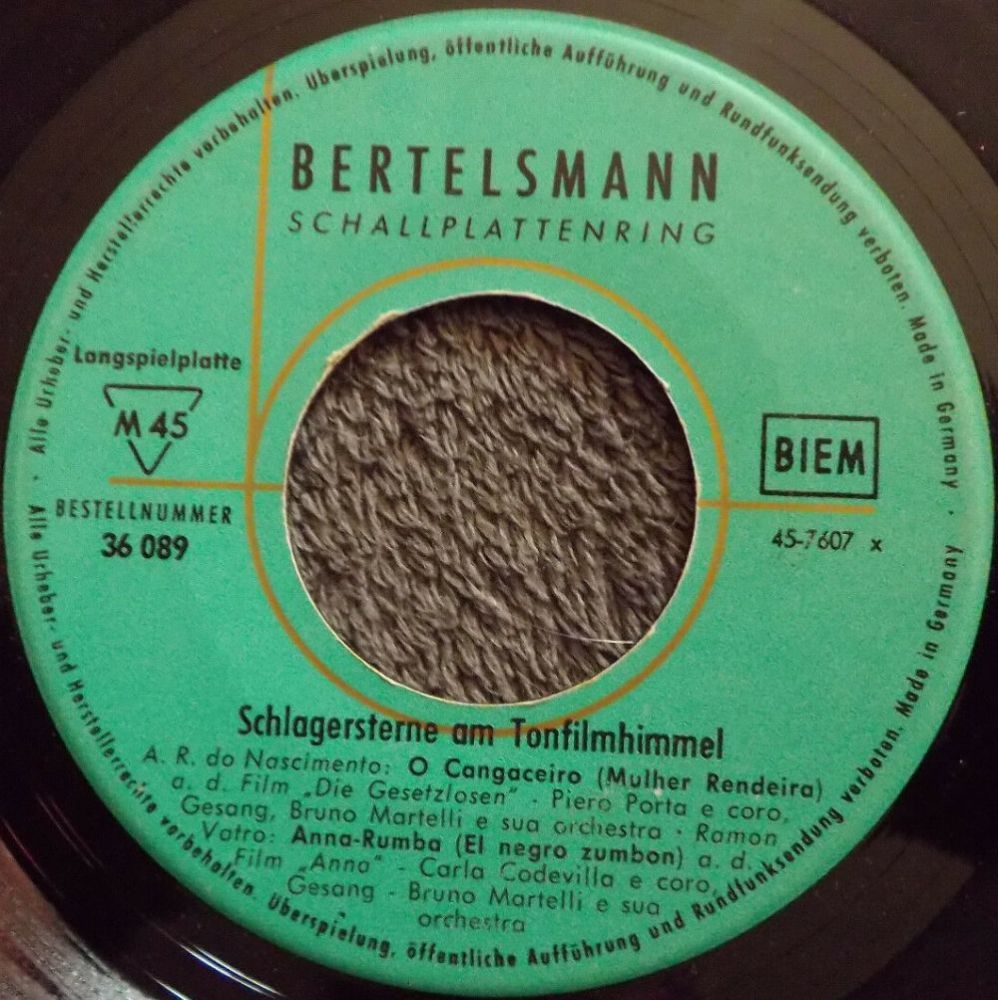 Alle Urheber- und Herstellerrechte vorbehalten. Überspielung, öffentliche Aufführung und Rundfunksendung verboten. Made in Germany ·
BERTELSMANN
SCHALLPLATTENRING
Langspielplatte
M 45
BESTELLNUMMER
36 089
BIEM
45-7607 x
Schlagersterne am Tonfilmhimmel
A. R. do Nascimento: O Cangaceiro (Mulher Rendeira)
a. d. Film „Die Gesetzlosen" · Piero Porta e coro,
Gesang, Bruno Martelli e sua orchestra · Ramon
Vatro: Anna-Rumba (El negro zumbon) a. d.
Film „Anna" - Carla Codevilla e coro,
Gesang - Bruno Martelli e sua
orchestra
· Alle Urheber- und Herstellerrechte vorbehalten. Überspielung, öffentliche Aufführung und Rundfunksendung verboten. Made in Germany